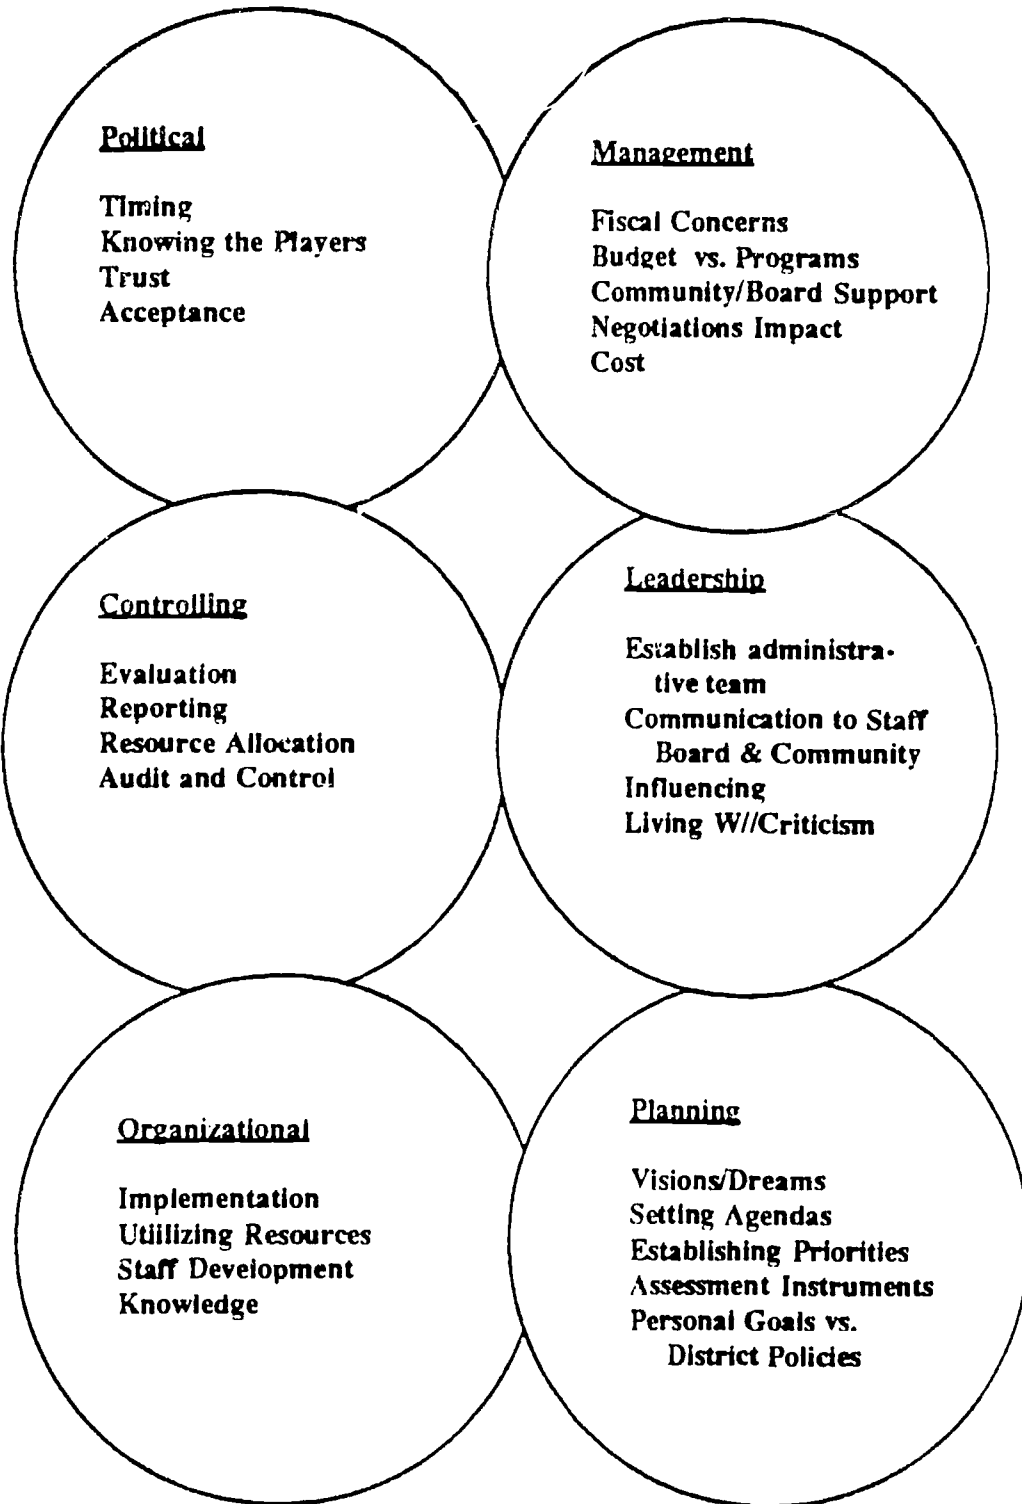 Political
Timing
Knowing the Players
Trust
Acceptance
Management
Fiscal Concerns
Budget vs. Programs
Community/Board Support
Negotiations Impact
Cost
Controlling
Evaluation
Reporting
Resource Allocation
Audit and Control
Leadership
Establish administra-
tive team
Communication to Staff
Board & Community
Influencing
Living W//Criticism
Organizational
Implementation
Utilizing Resources
Staff Development
Knowledge
Planning
Visions/Dreams
Setting Agendas
Establishing Priorities
Assessment Instruments
Personal Goals vs.
District Policies